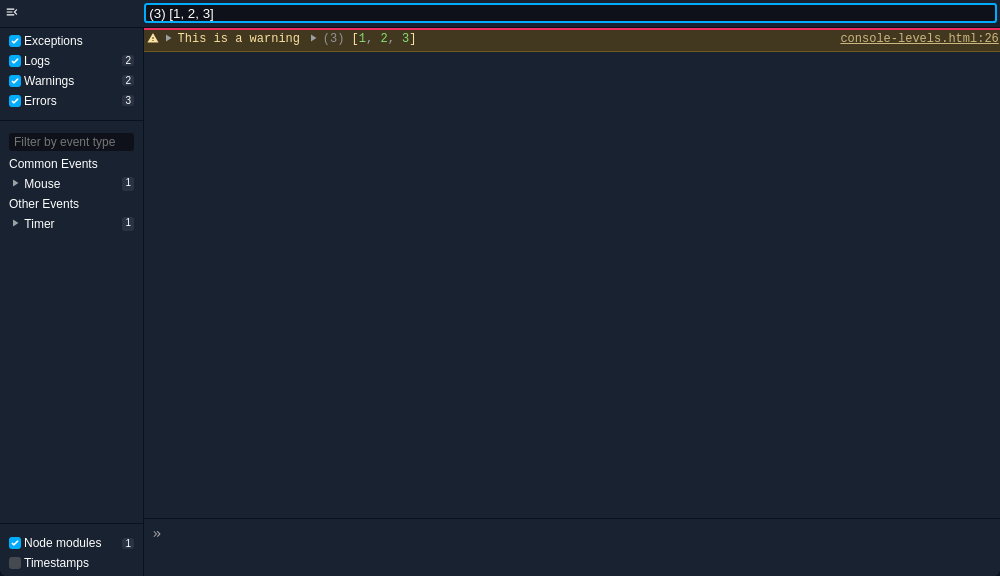 (3) [1, 2, 3]
Exceptions
Logs 2
Warnings 2
Errors 3
Filter by event type
Common Events
Mouse 1
Other Events
Timer 1
Node modules 1
Timestamps
This is a warning (3) [1, 2, 3] console-levels.html:26
»